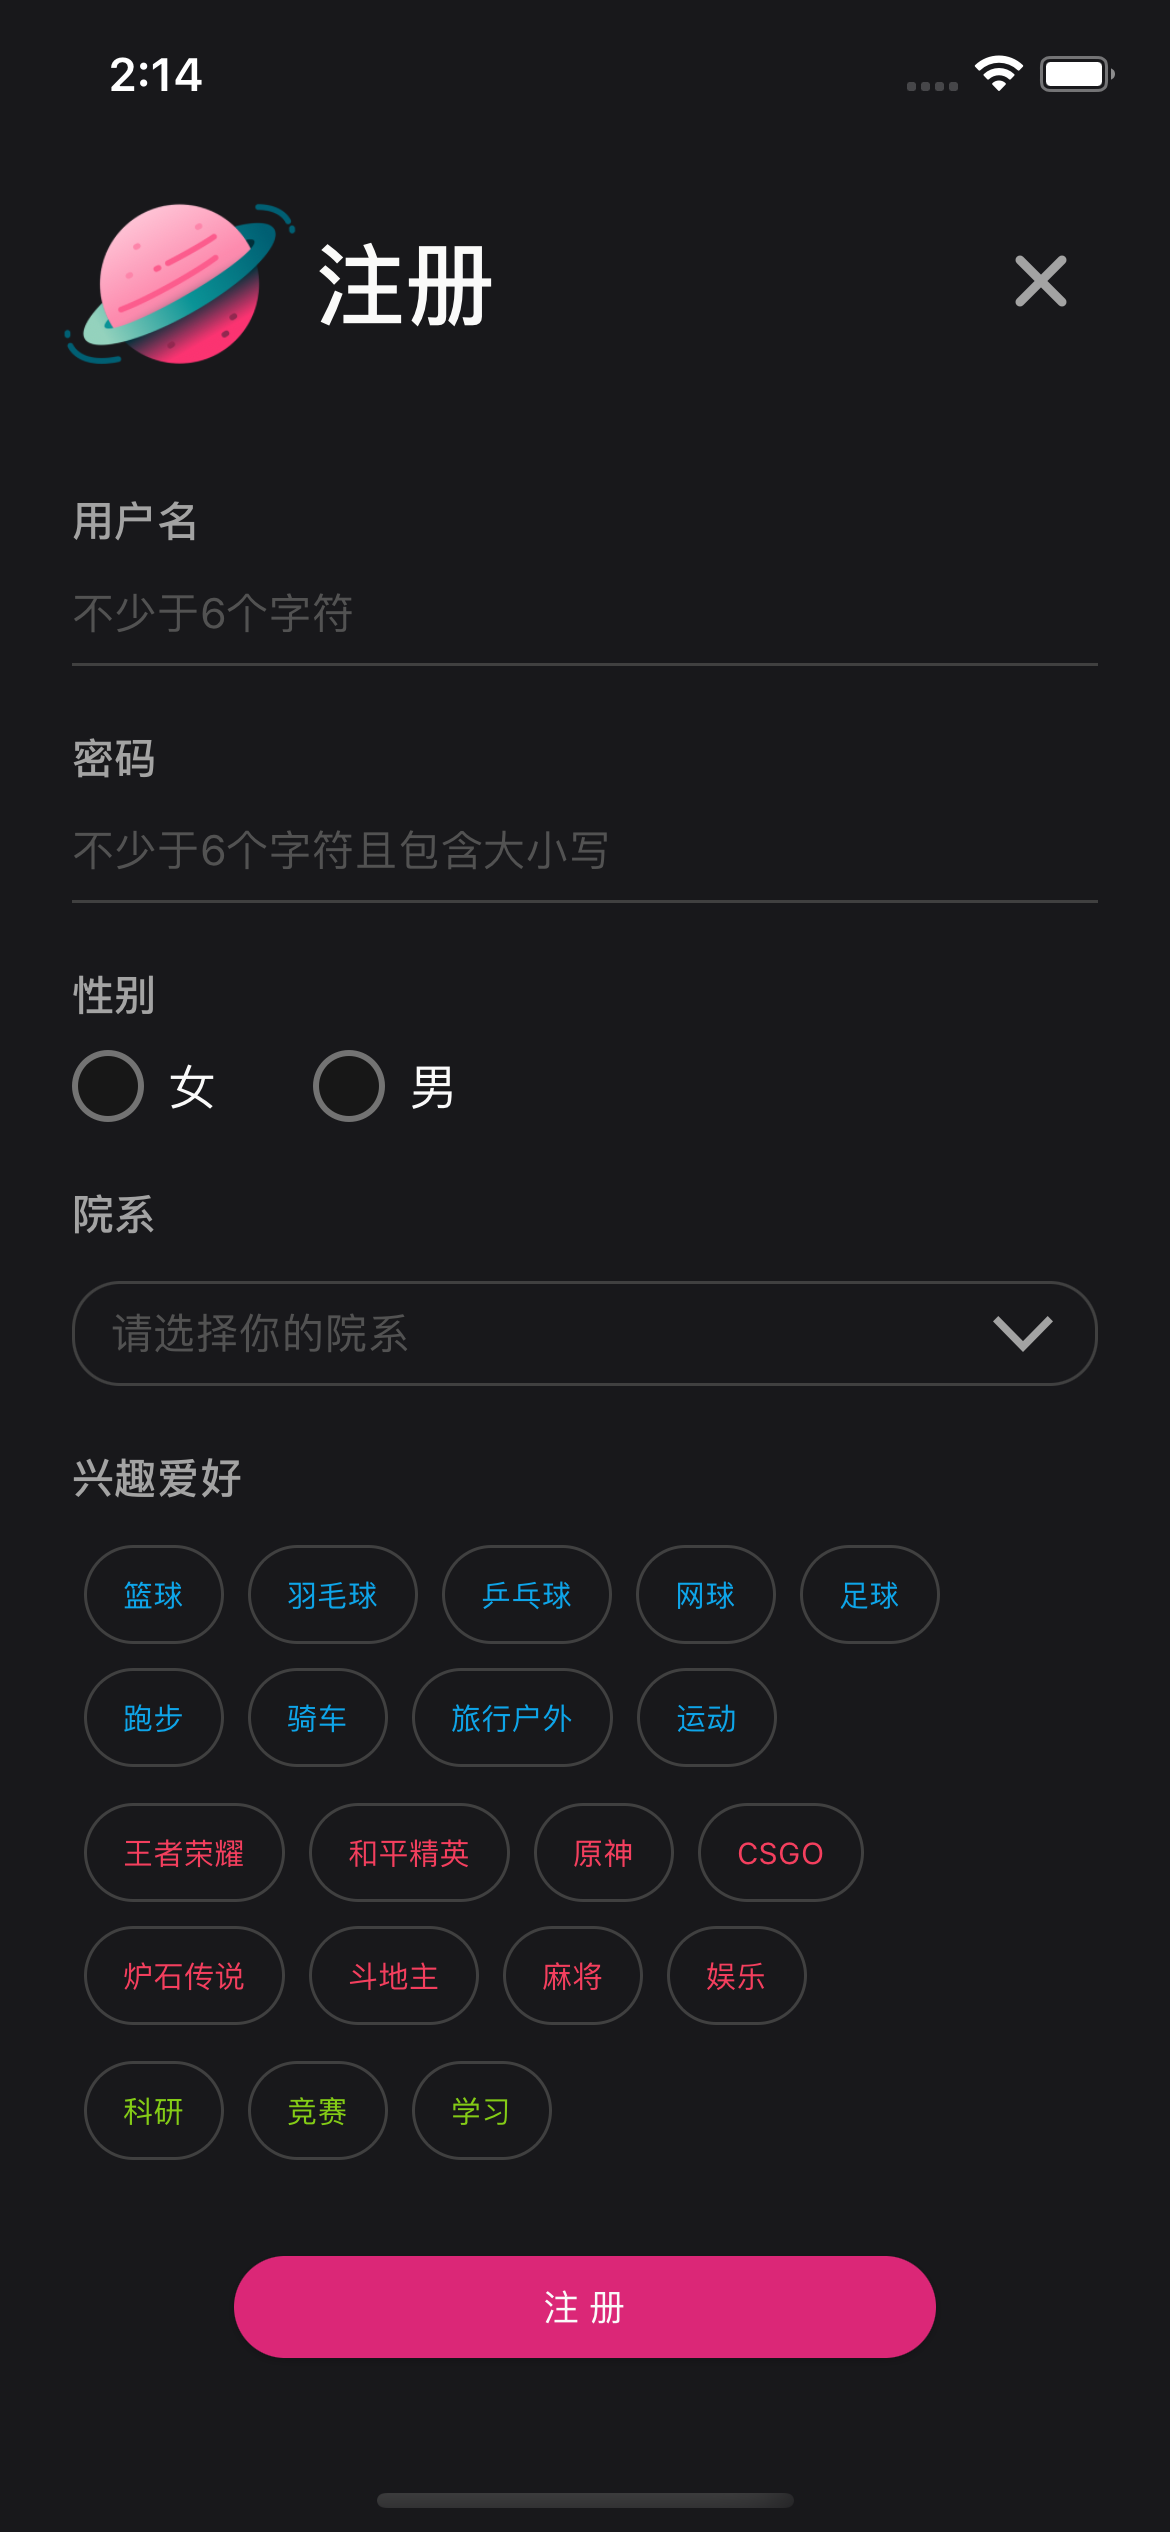 2:14
注册
用户名
不少于6个字符
密码
不少于6个字符且包含大小写
性别
女 男
院系
请选择你的院系
兴趣爱好
篮球 羽毛球 乒乓球 网球 足球
跑步 骑车 旅行户外 运动
王者荣耀 和平精英 原神 CSGO
炉石传说 斗地主 麻将 娱乐
科研 竞赛 学习
注 册